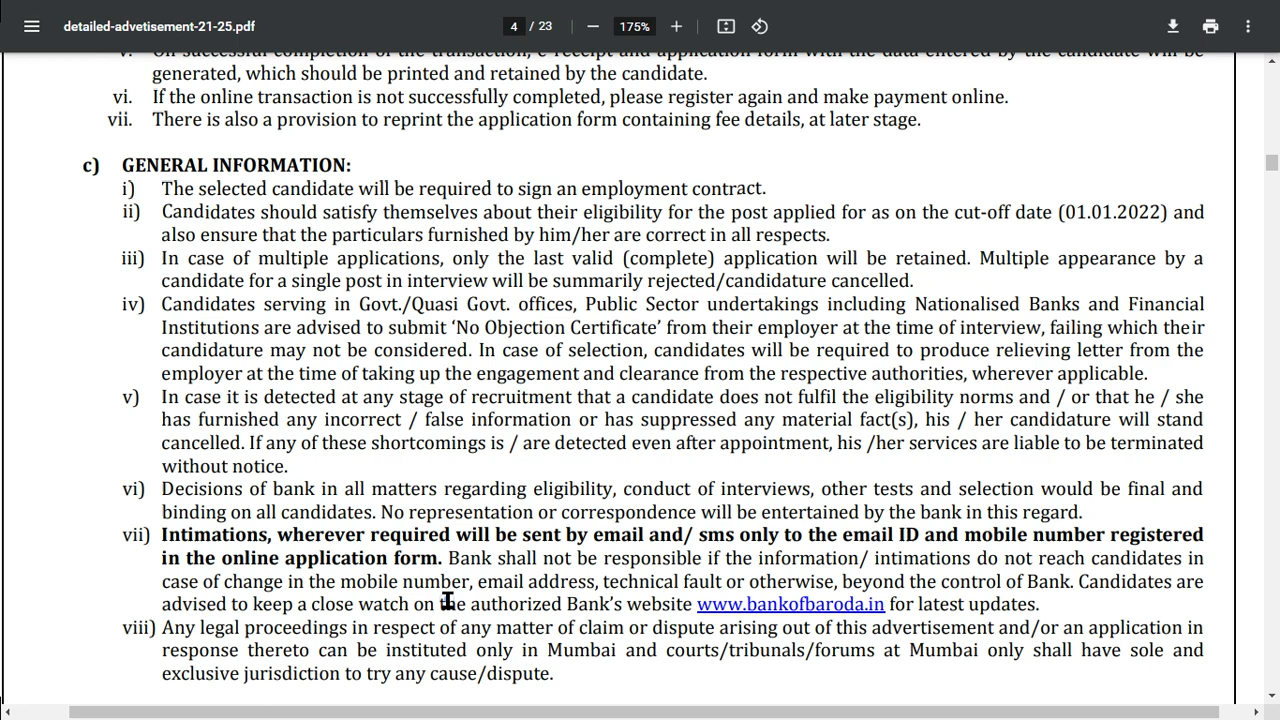 detailed-advetisement-21-25.pdf
4 / 23
175%
v. On successful completion of the transaction, e-receipt and application form with the data entered by the candidate will be
generated, which should be printed and retained by the candidate.
vi. If the online transaction is not successfully completed, please register again and make payment online.
vii. There is also a provision to reprint the application form containing fee details, at later stage.
c) GENERAL INFORMATION:
i) The selected candidate will be required to sign an employment contract.
ii) Candidates should satisfy themselves about their eligibility for the post applied for as on the cut-off date (01.01.2022) and
also ensure that the particulars furnished by him/her are correct in all respects.
iii) In case of multiple applications, only the last valid (complete) application will be retained. Multiple appearance by a
candidate for a single post in interview will be summarily rejected/candidature cancelled.
iv) Candidates serving in Govt./Quasi Govt. offices, Public Sector undertakings including Nationalised Banks and Financial
Institutions are advised to submit ‘No Objection Certificate’ from their employer at the time of interview, failing which their
candidature may not be considered. In case of selection, candidates will be required to produce relieving letter from the
employer at the time of taking up the engagement and clearance from the respective authorities, wherever applicable.
v) In case it is detected at any stage of recruitment that a candidate does not fulfil the eligibility norms and / or that he / she
has furnished any incorrect / false information or has suppressed any material fact(s), his / her candidature will stand
cancelled. If any of these shortcomings is / are detected even after appointment, his /her services are liable to be terminated
without notice.
vi) Decisions of bank in all matters regarding eligibility, conduct of interviews, other tests and selection would be final and
binding on all candidates. No representation or correspondence will be entertained by the bank in this regard.
vii) Intimations, wherever required will be sent by email and/ sms only to the email ID and mobile number registered
in the online application form. Bank shall not be responsible if the information/ intimations do not reach candidates in
case of change in the mobile number, email address, technical fault or otherwise, beyond the control of Bank. Candidates are
advised to keep a close watch on the authorized Bank’s website www.bankofbaroda.in for latest updates.
viii) Any legal proceedings in respect of any matter of claim or dispute arising out of this advertisement and/or an application in
response thereto can be instituted only in Mumbai and courts/tribunals/forums at Mumbai only shall have sole and
exclusive jurisdiction to try any cause/dispute.